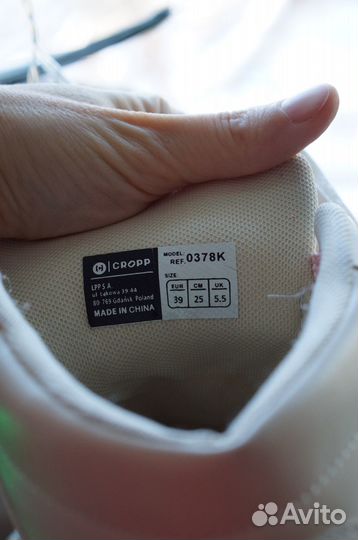 CROPP
LPP S.A.
ul. Łąkowa 39-44
80-769 Gdańsk Poland
MADE IN CHINA
MODEL
REF. 0378K
SIZE:
EUR CM UK
39 25 5.5
Avito